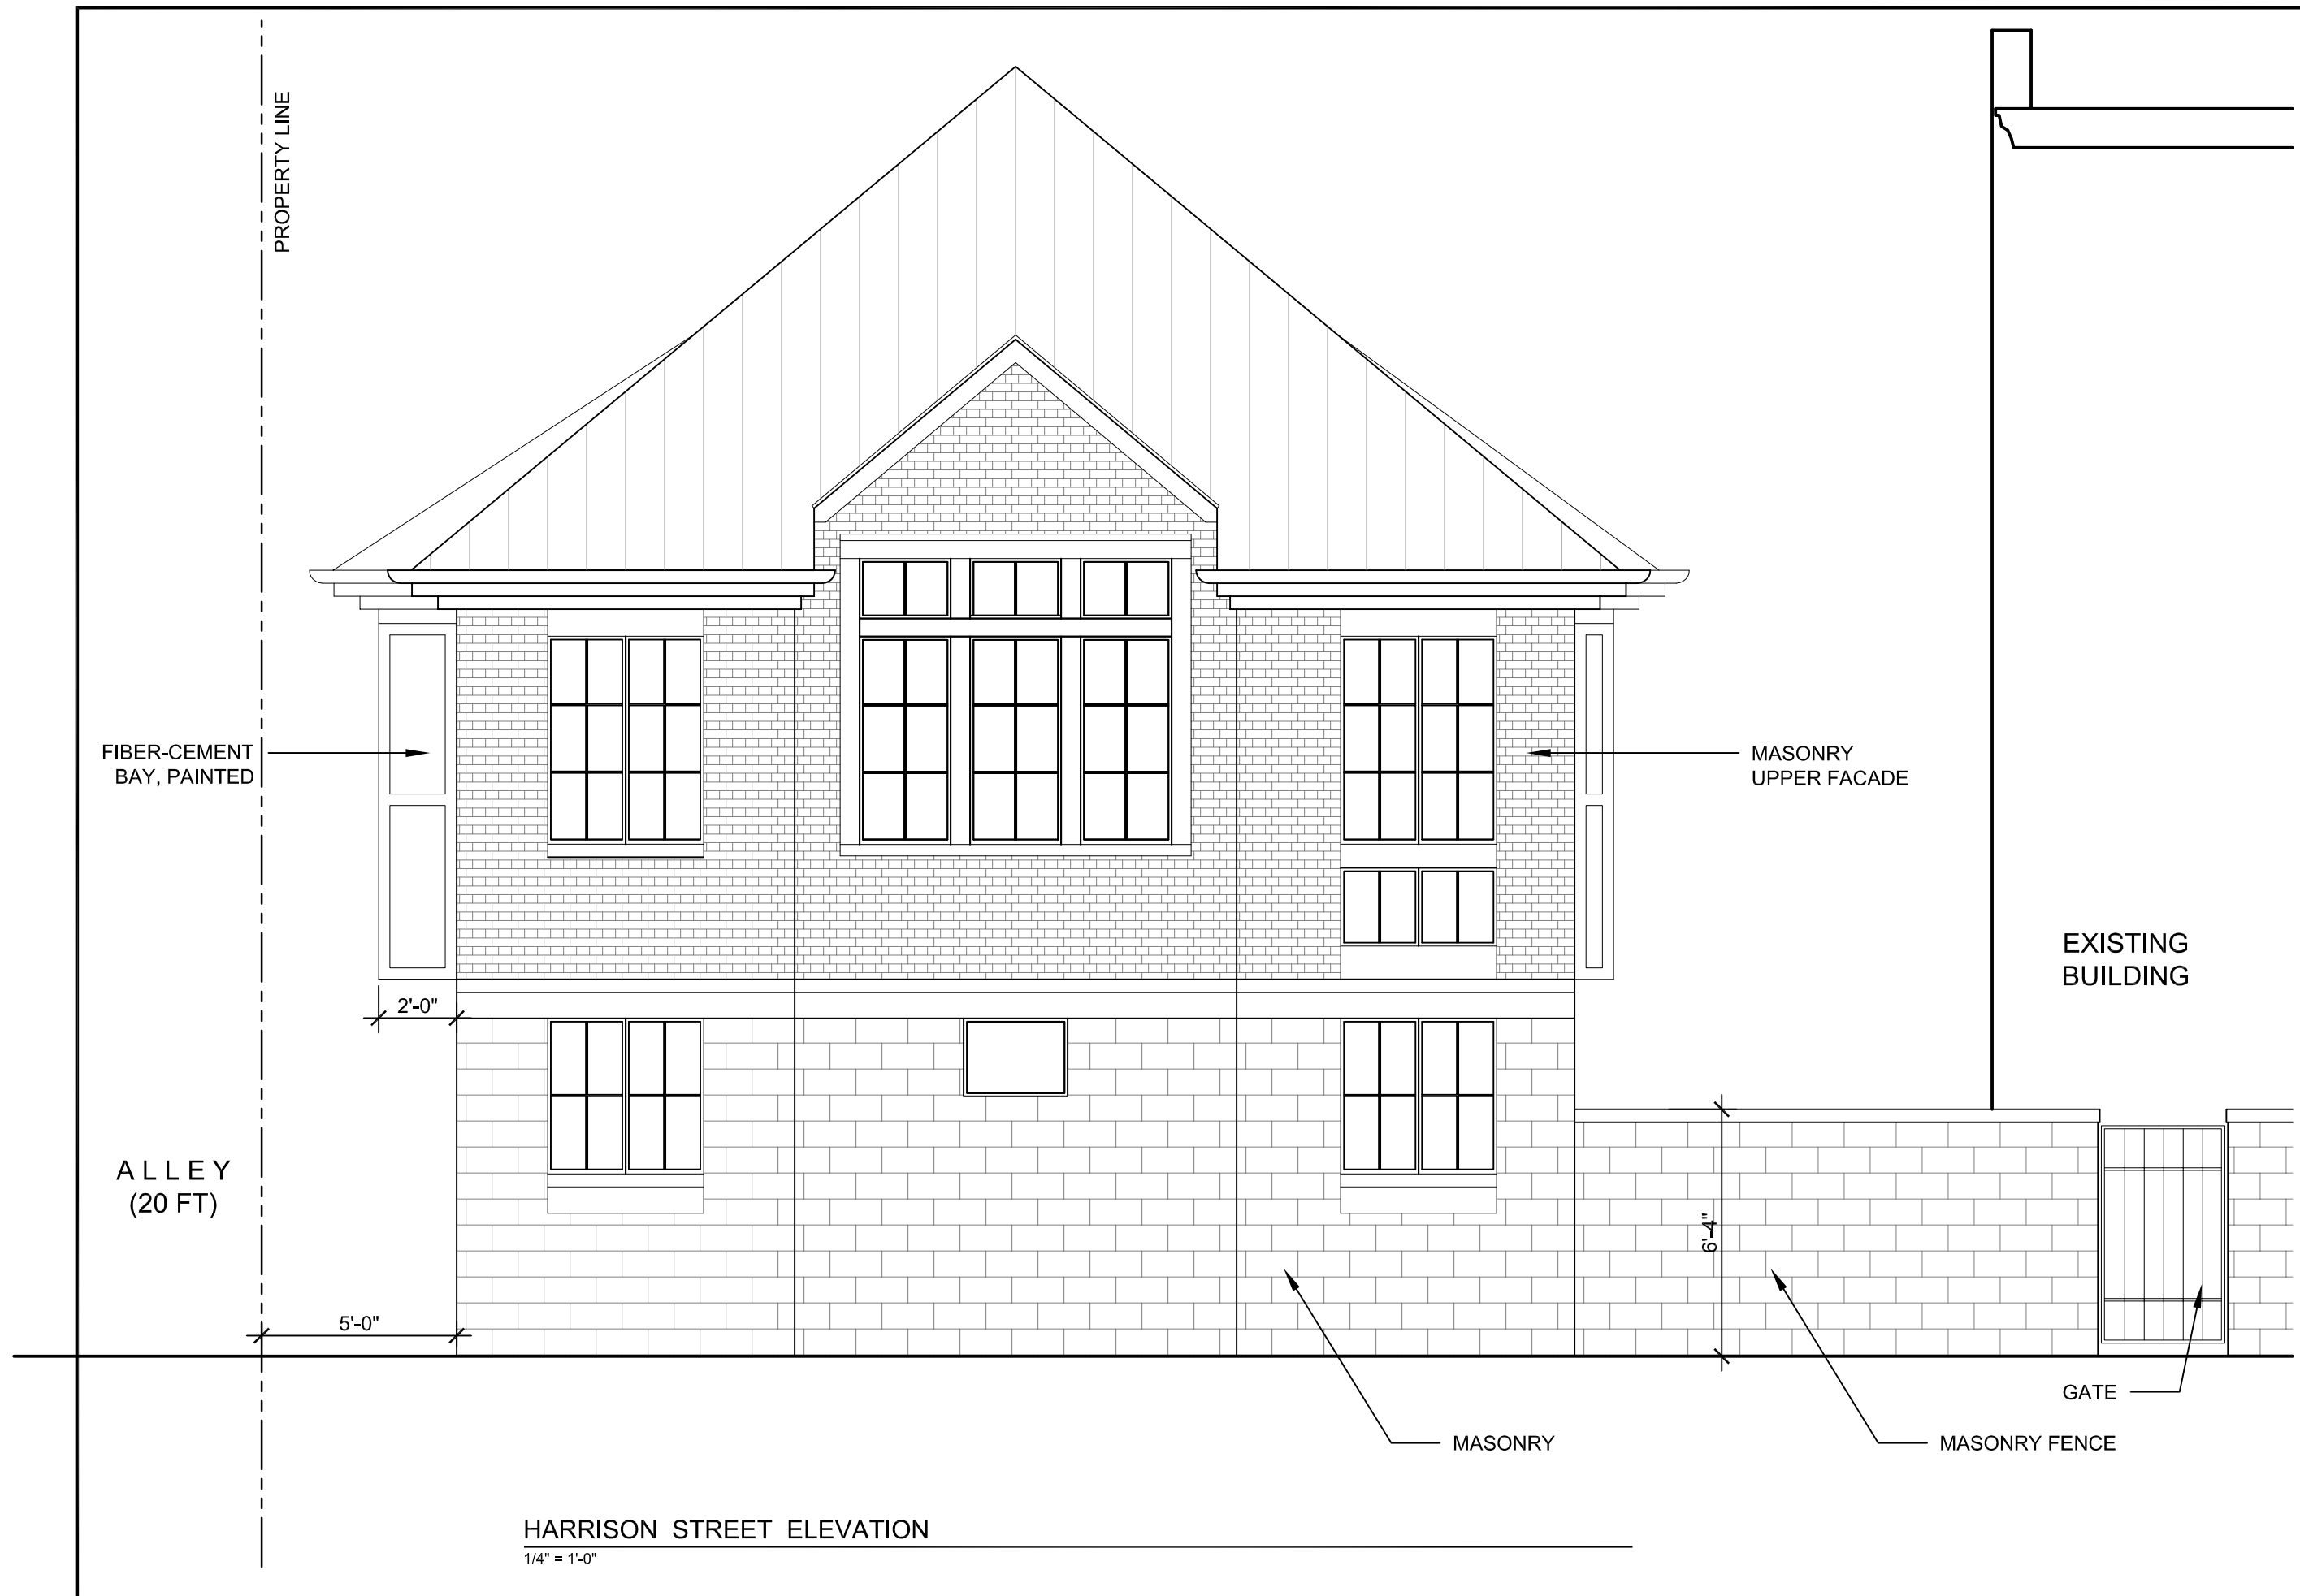 PROPERTY LINE
FIBER-CEMENT
BAY, PAINTED
MASONRY
UPPER FACADE
EXISTING
BUILDING
2'-0"
ALLEY
(20 FT)
6'-4"
5'-0"
GATE
MASONRY
MASONRY FENCE
HARRISON STREET ELEVATION
1/4" = 1'-0"